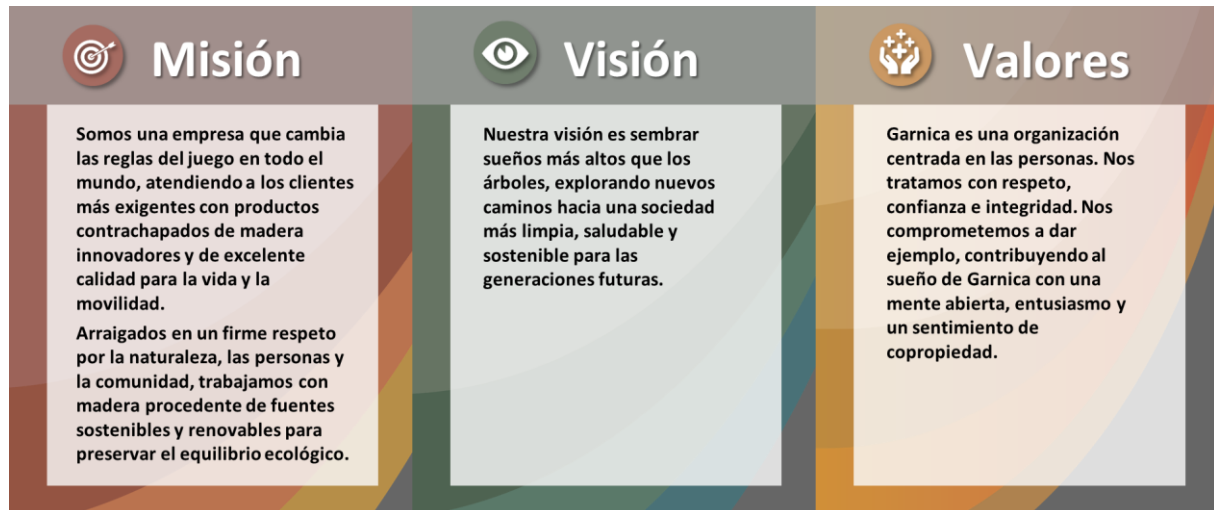 Misión
Somos una empresa que cambia
las reglas del juego en todo el
mundo, atendiendo a los clientes
más exigentes con productos
contrachapados de madera
innovadores y de excelente
calidad para la vida y la
movilidad.
Arraigados en un firme respeto
por la naturaleza, las personas y
la comunidad, trabajamos con
madera procedente de fuentes
sostenibles y renovables para
preservar el equilibrio ecológico.
Visión
Nuestra visión es sembrar
sueños más altos que los
árboles, explorando nuevos
caminos hacia una sociedad
más limpia, saludable y
sostenible para las
generaciones futuras.
Valores
Garnica es una organización
centrada en las personas. Nos
tratamos con respeto,
confianza e integridad. Nos
comprometemos a dar
ejemplo, contribuyendo al
sueño de Garnica con una
mente abierta, entusiasmo y
un sentimiento de
copropiedad.